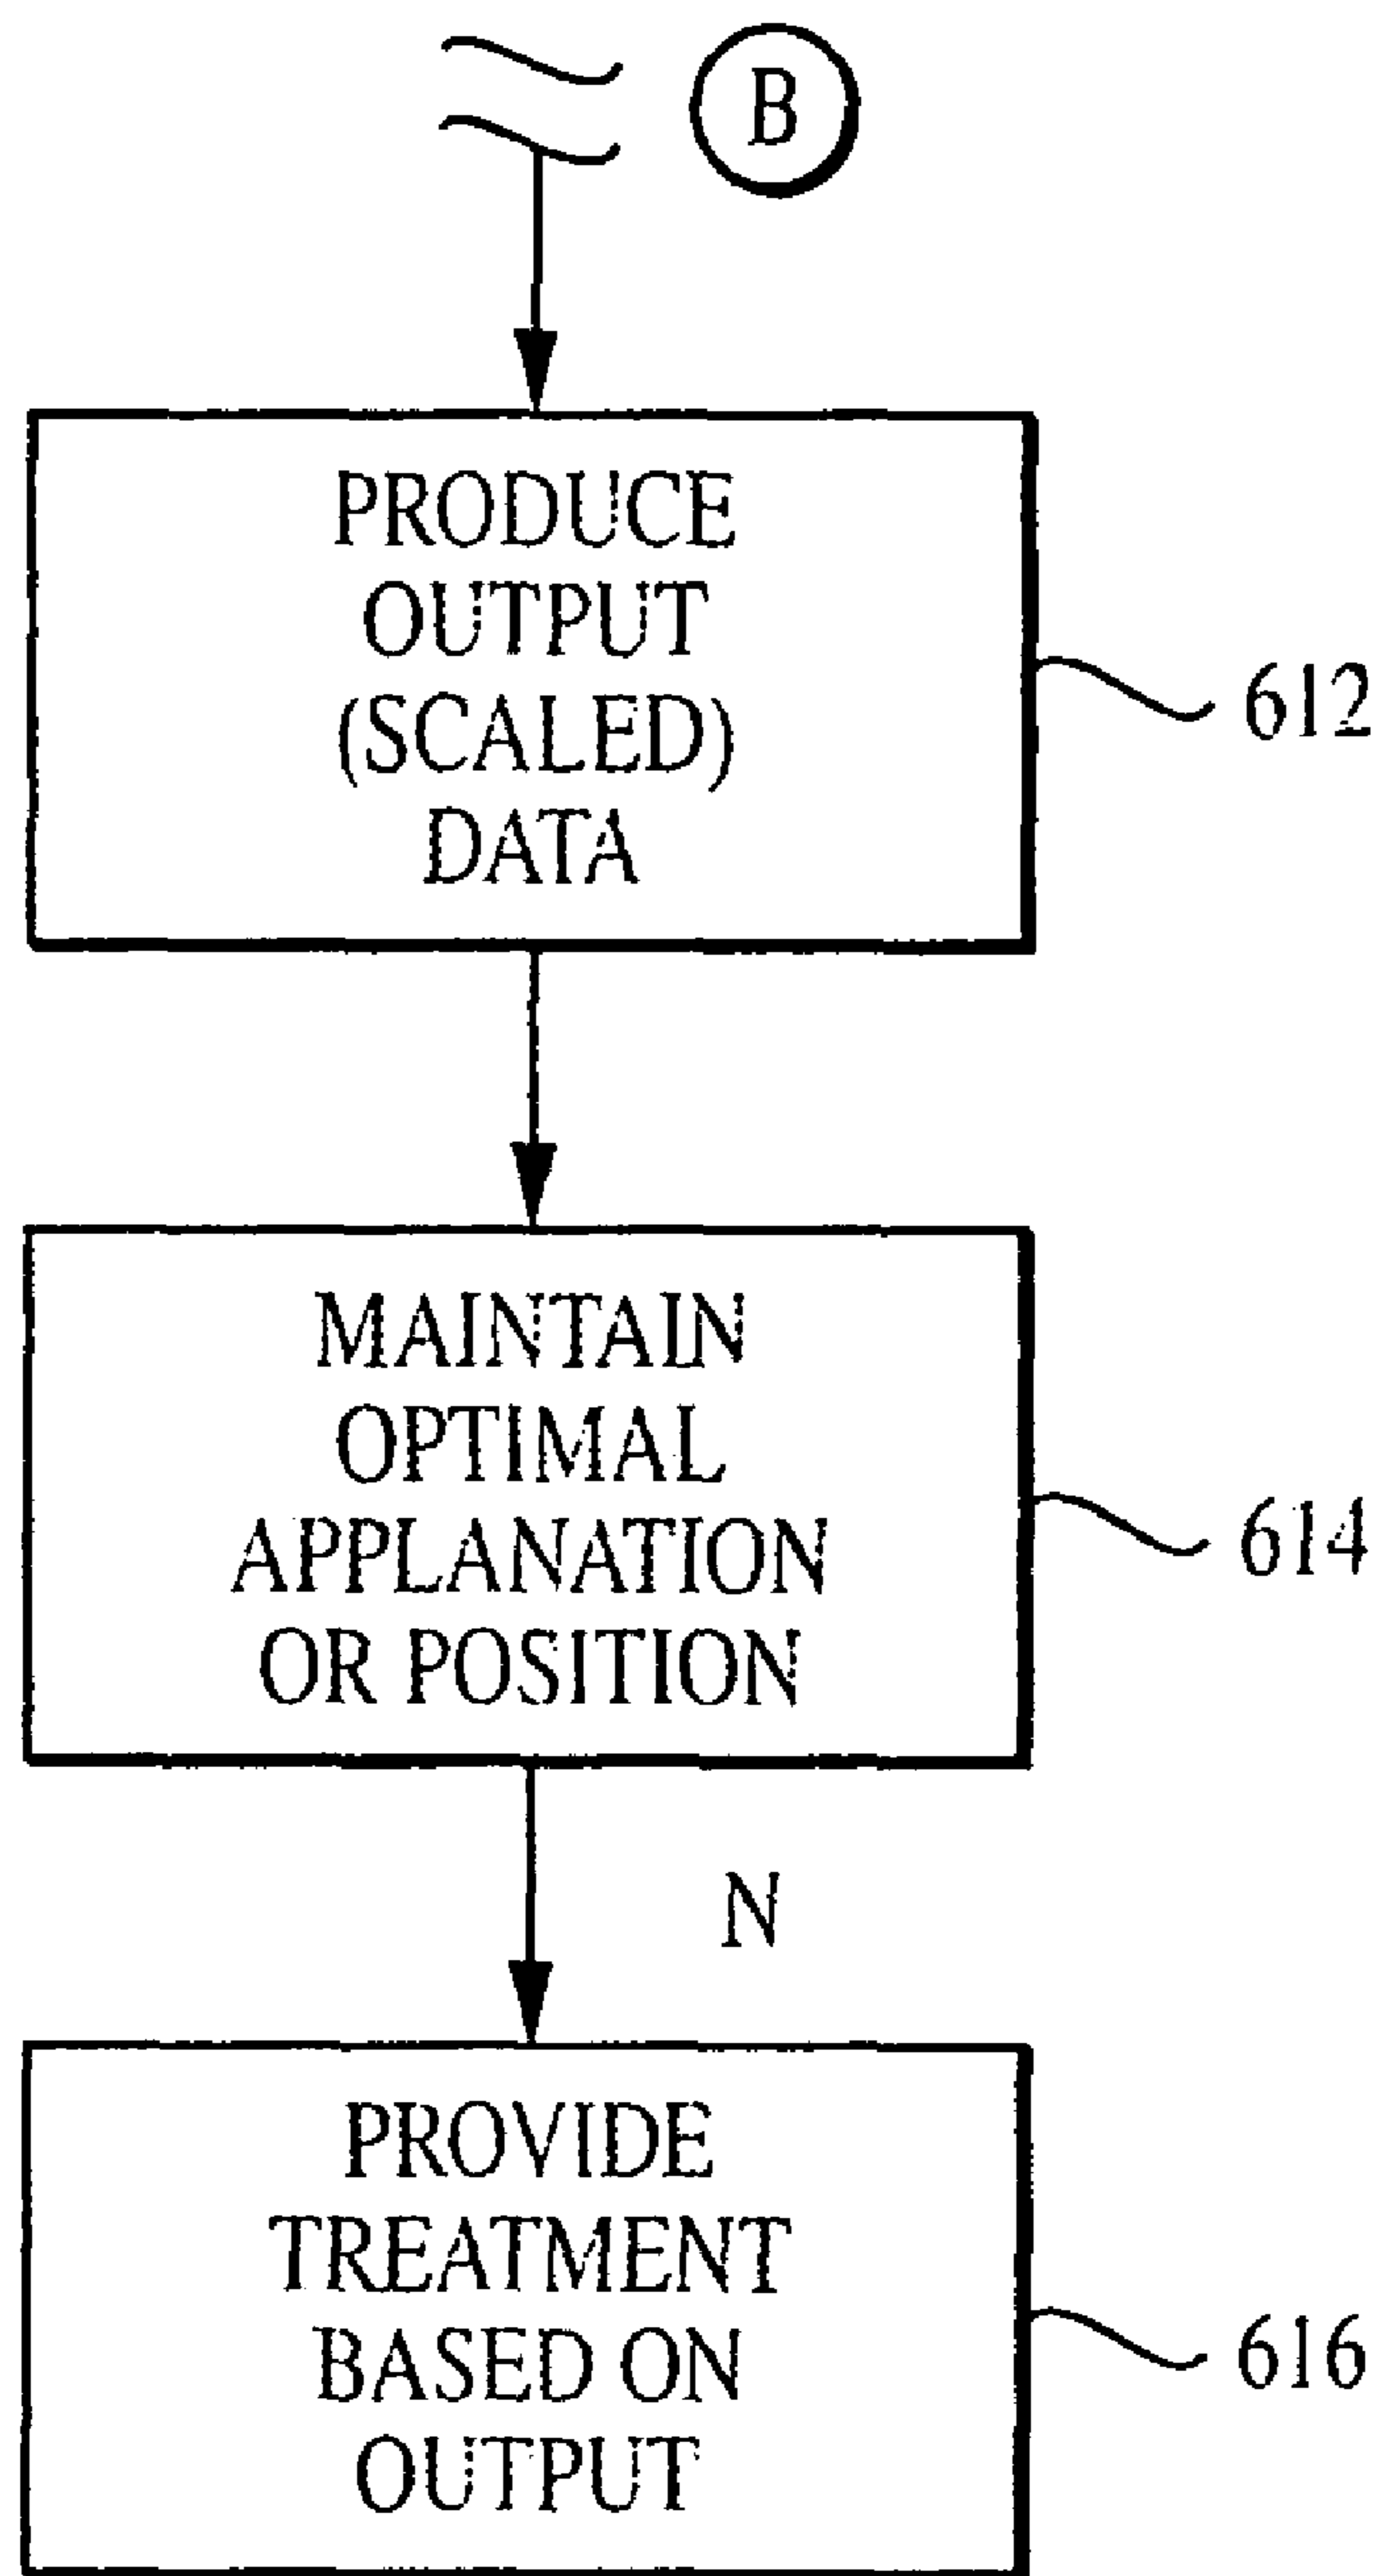 B
PRODUCE
OUTPUT
(SCALED)
DATA
612
MAINTAIN
OPTIMAL
APPLANATION
OR POSITION
614
N
PROVIDE
TREATMENT
BASED ON
OUTPUT
616